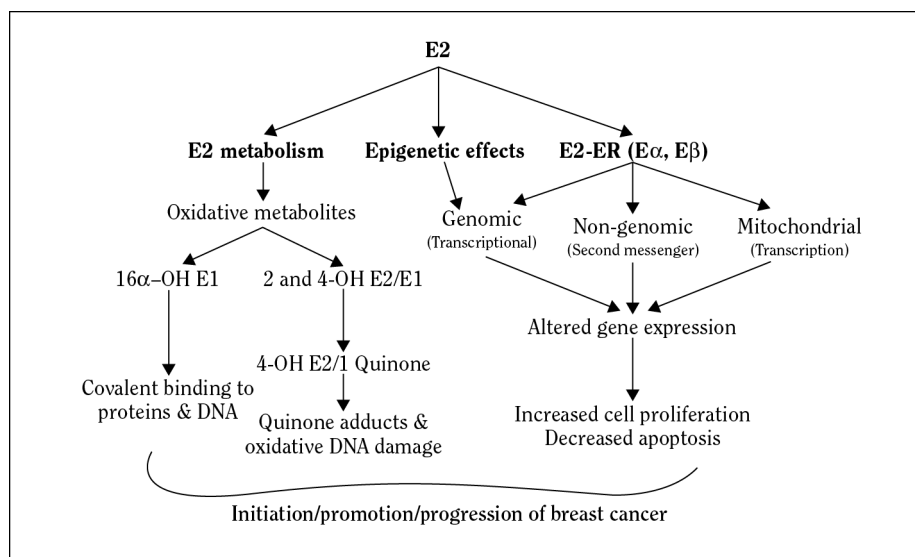 E2
E2 metabolism
Epigenetic effects
E2-ER (Eα, Eβ)
Oxidative metabolites
Genomic
(Transcriptional)
Non-genomic
(Second messenger)
Mitochondrial
(Transcription)
16α–OH E1
2 and 4-OH E2/E1
Altered gene expression
4-OH E2/1 Quinone
Covalent binding to
proteins & DNA
Quinone adducts &
oxidative DNA damage
Increased cell proliferation
Decreased apoptosis
Initiation/promotion/progression of breast cancer